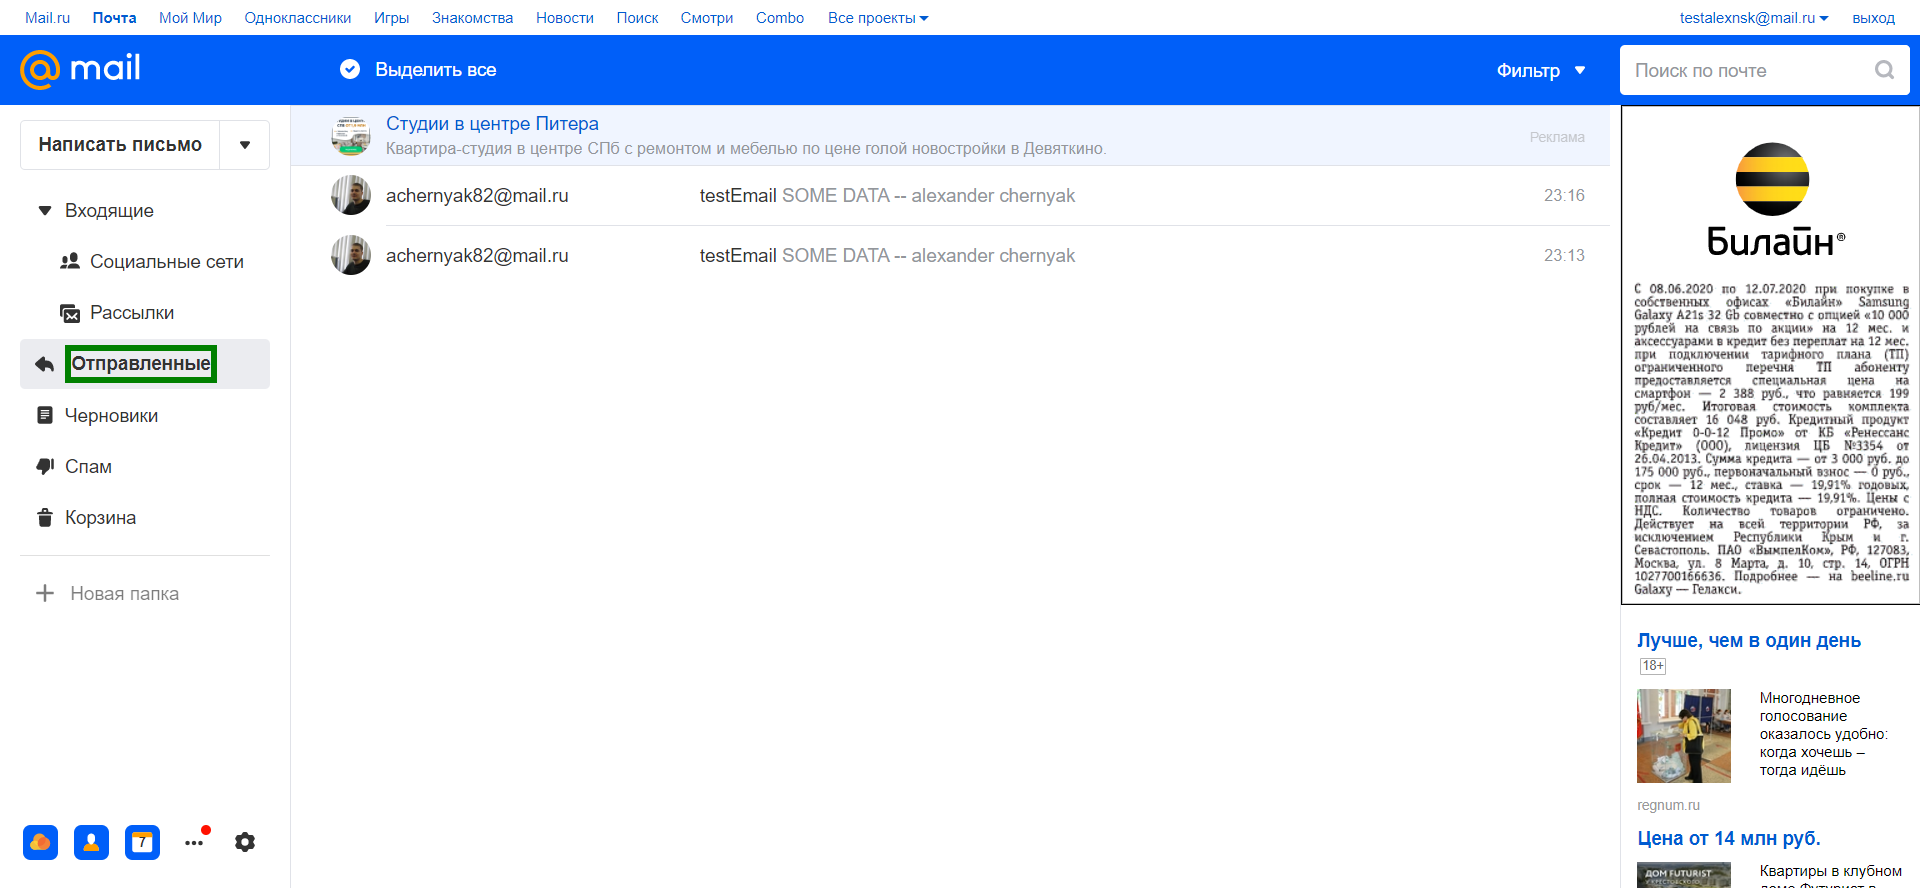 Mail.ru Почта Мой Мир Одноклассники Игры Знакомства Новости Поиск Смотри Combo Все проекты testalexnsk@mail.ru выход
@mail Выделить все Фильтр Поиск по почте
Написать письмо
Входящие
Социальные сети
Рассылки
Отправленные
Черновики
Спам
Корзина
Новая папка
7
Студии в центре Питера
Квартира-студия в центре СПб с ремонтом и мебелью по цене голой новостройки в Девяткино.
Реклама
achernyak82@mail.ru testEmail SOME DATA -- alexander chernyak 23:16
achernyak82@mail.ru testEmail SOME DATA -- alexander chernyak 23:13
Билайн®
С 08.06.2020 по 12.07.2020 при покупке в
собственных офисах «Билайн» Samsung
Galaxy A21s 32 Gb совместно с опцией «10 000
рублей на связь по акции» на 12 мес. и
аксессуарами в кредит без переплат на 12 мес.
при подключении тарифного плана (ТП)
ограниченного перечня ТП абоненту
предоставляется специальная цена на
смартфон — 2 388 руб., что равняется 199
руб/мес. Итоговая стоимость комплекта
составляет 16 048 руб. Кредитный продукт
«Кредит 0-0-12 Промо» от КБ «Ренессанс
Кредит» (ООО), лицензия ЦБ №3354 от
26.04.2013. Сумма кредита — от 3 000 руб. до
175 000 руб., первоначальный взнос — 0 руб.,
срок — 12 мес., ставка — 19,91% годовых,
полная стоимость кредита — 19,91%. Цены с
НДС. Количество товаров ограничено.
Действует на всей территории РФ, за
исключением Республики Крым и г.
Севастополь. ПАО «ВымпелКом», РФ, 127083,
Москва, ул. 8 Марта, д. 10, стр. 14, ОГРН
1027700166636. Подробнее — на beeline.ru
Galaxy — Гелакси.
Лучше, чем в один день
18+
Многодневное
голосование
оказалось удобно:
когда хочешь –
тогда идёшь
regnum.ru
Цена от 14 млн руб.
ДОМ FUTURIST
Квартиры в клубном
доме Футурист в